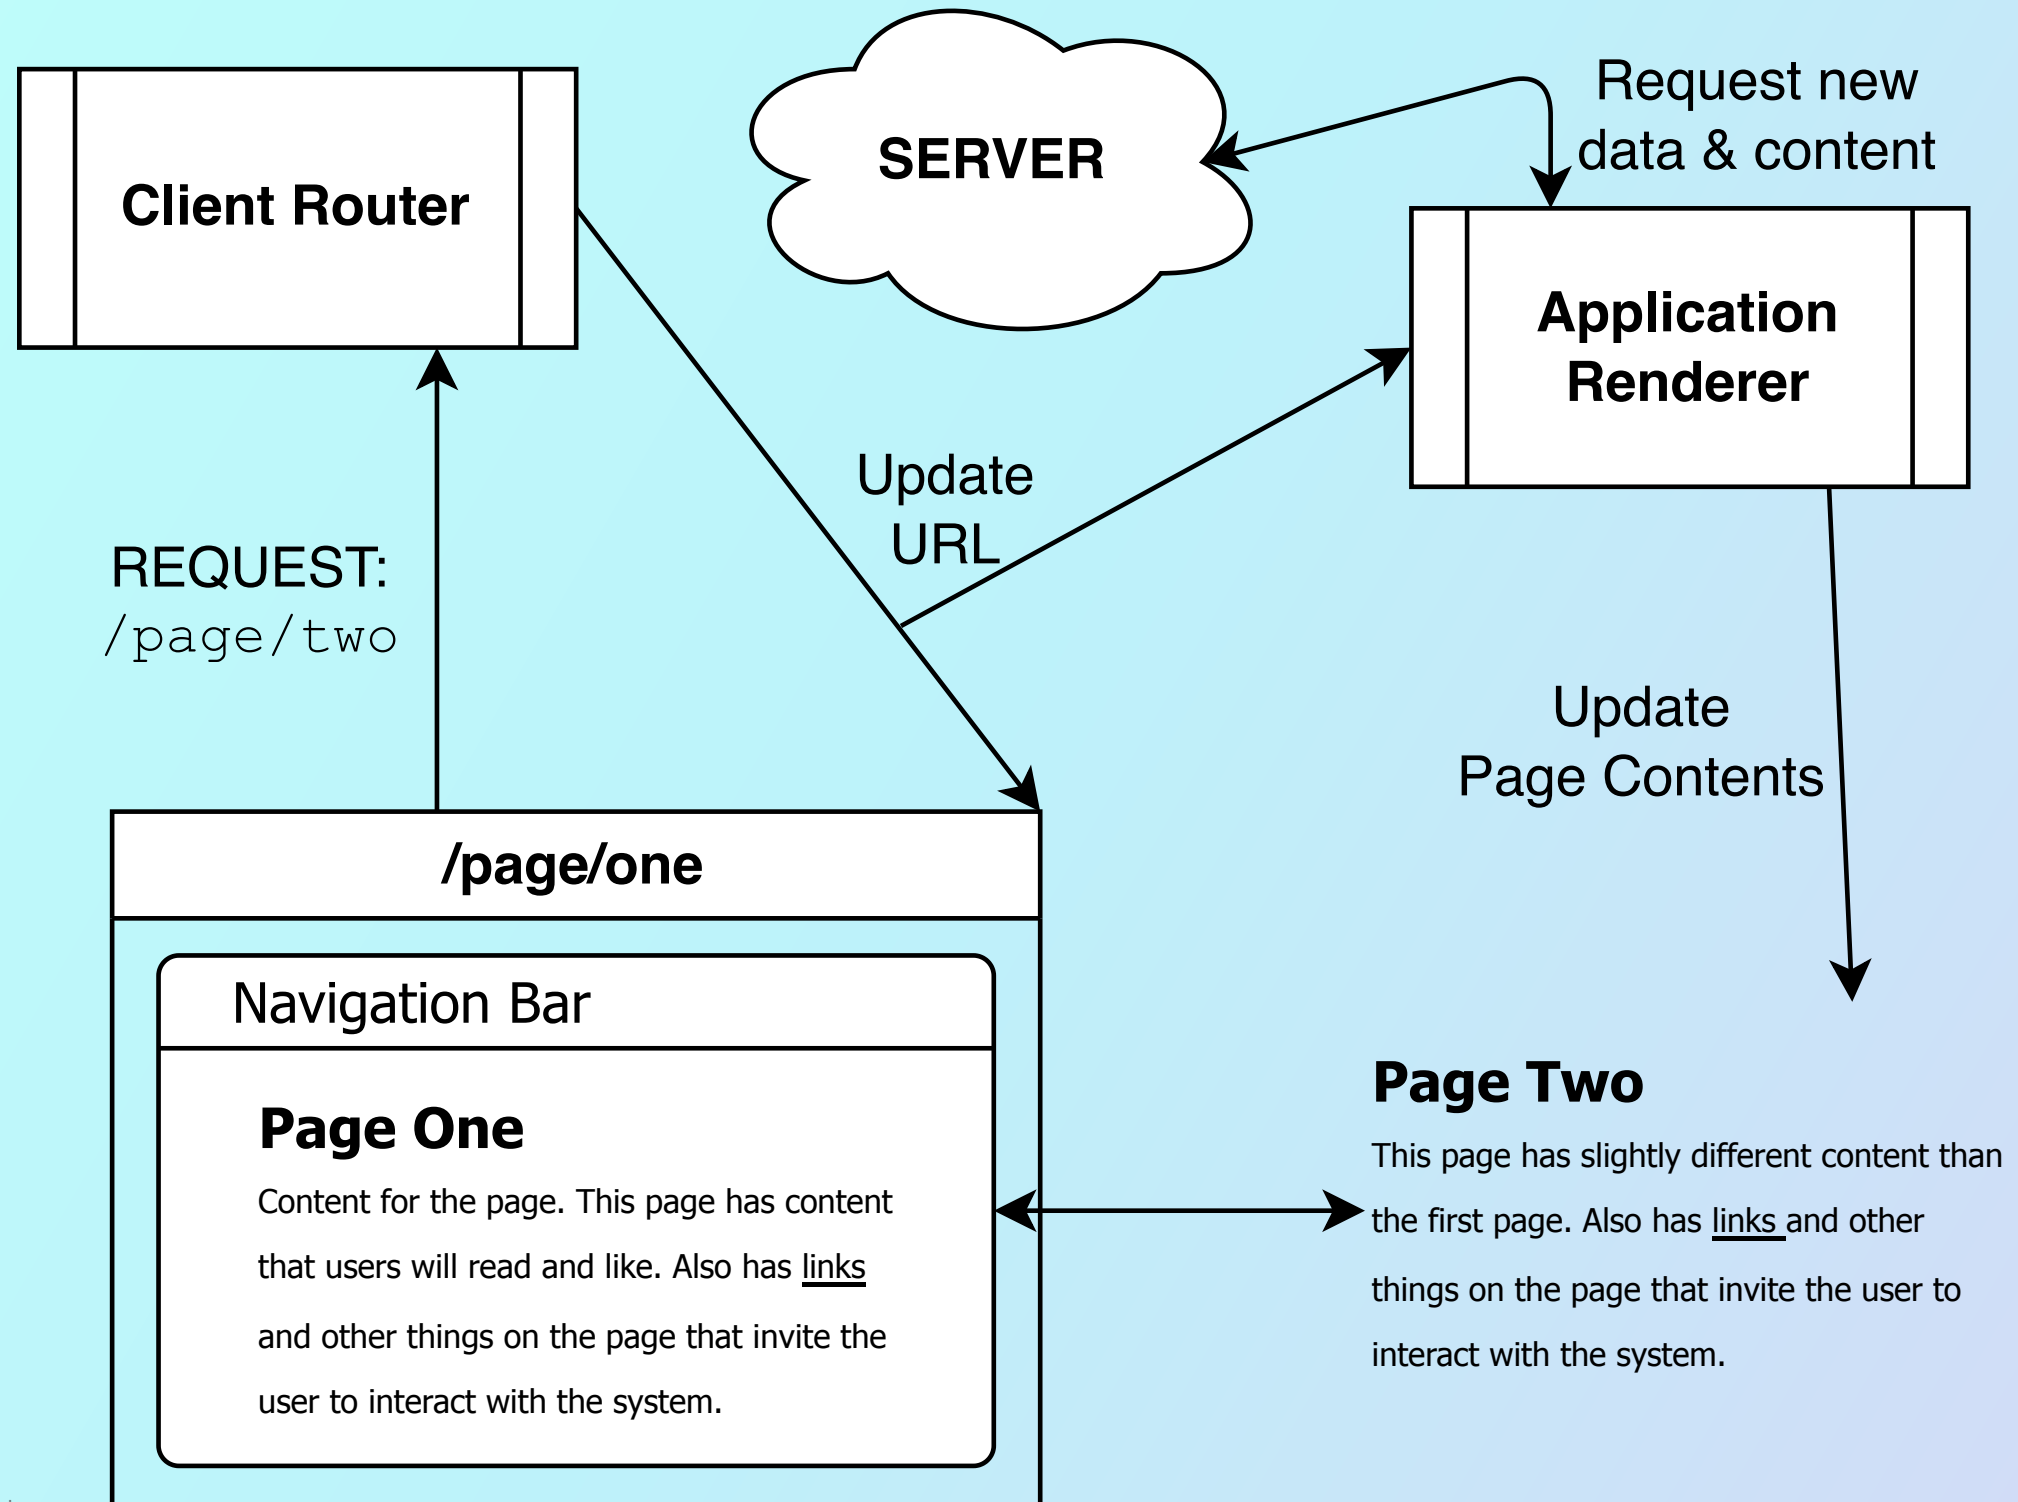 Client Router
SERVER
Request new
data & content
Application
Renderer
Update
URL
REQUEST:
/page/two
Update
Page Contents
/page/one
Navigation Bar
Page One
Content for the page. This page has content
that users will read and like. Also has links
and other things on the page that invite the
user to interact with the system.
Page Two
This page has slightly different content than
the first page. Also has links and other
things on the page that invite the user to
interact with the system.